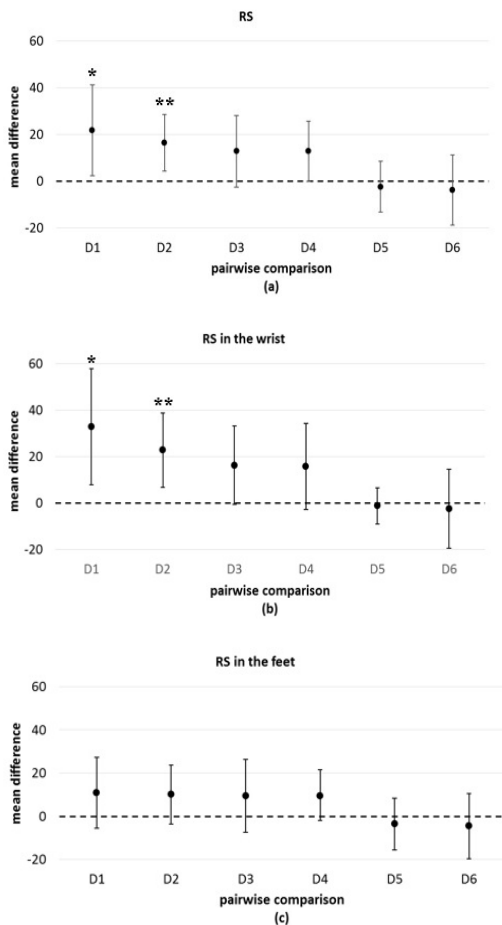 RS
60
*
40
**
20
0
-20
mean difference
D1 D2 D3 D4 D5 D6
pairwise comparison
(a)
RS in the wrist
60
*
40
**
20
0
-20
mean difference
D1 D2 D3 D4 D5 D6
pairwise comparison
(b)
RS in the feet
60
40
20
0
-20
mean difference
D1 D2 D3 D4 D5 D6
pairwise comparison
(c)